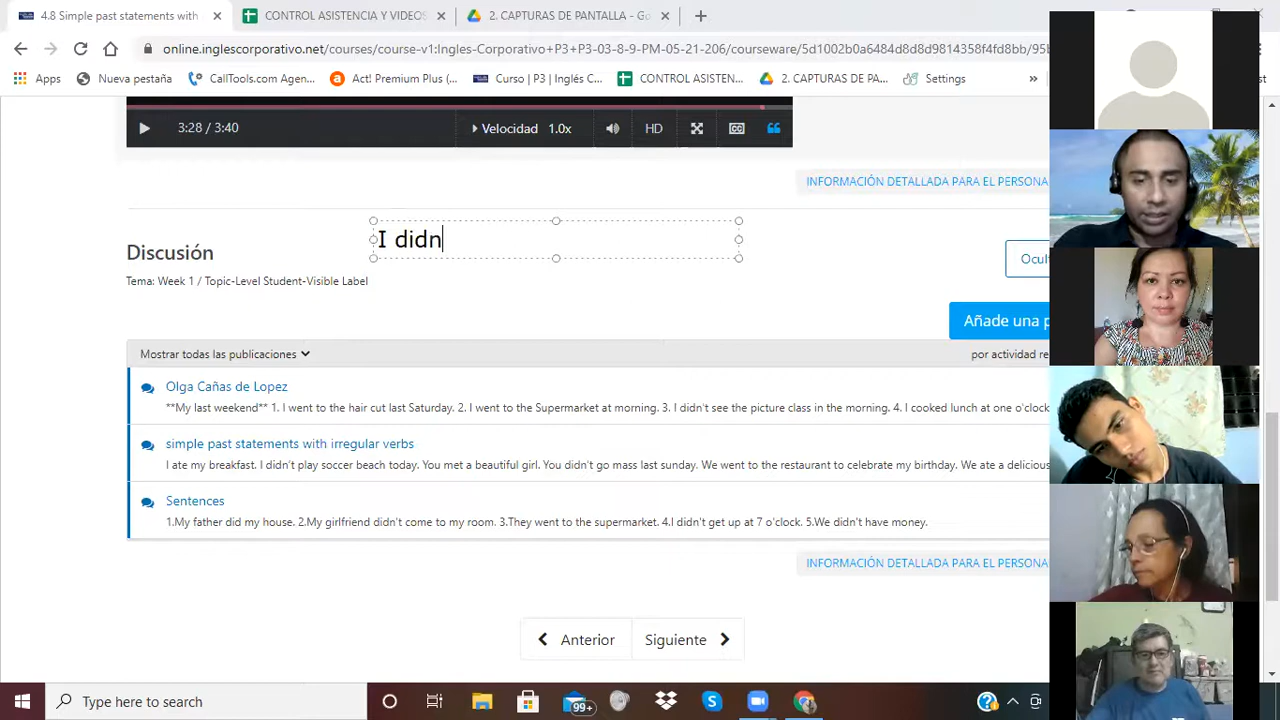 4.8 Simple past statements with
CONTROL ASISTENCIA Y VIDEO
2. CAPTURAS DE PANTALLA - Go
online.inglescorporativo.net/courses/course-v1:Ingles-Corporativo+P3+P3-03-8-9-PM-05-21-206/courseware/5d1002b0a6484d8d8d9814358f4fd8bb/95b
Apps
Nueva pestaña
CallTools.com Agen...
Act! Premium Plus (...
Curso | P3 | Inglés C...
CONTROL ASISTEN...
2. CAPTURAS DE PA...
Settings
»
st
3:28 / 3:40
Velocidad 1.0x
HD
CC
INFORMACIÓN DETALLADA PARA EL PERSONA
I didn
Discusión
Ocul
Tema: Week 1 / Topic-Level Student-Visible Label
Añade una p
Mostrar todas las publicaciones
por actividad re
Olga Cañas de Lopez
**My last weekend** 1. I went to the hair cut last Saturday. 2. I went to the Supermarket at morning. 3. I didn't see the picture class in the morning. 4. I cooked lunch at one o'clock
simple past statements with irregular verbs
I ate my breakfast. I didn't play soccer beach today. You met a beautiful girl. You didn't go mass last sunday. We went to the restaurant to celebrate my birthday. We ate a delicious
Sentences
1.My father did my house. 2.My girlfriend didn't come to my room. 3.They went to the supermarket. 4.I didn't get up at 7 o'clock. 5.We didn't have money.
INFORMACIÓN DETALLADA PARA EL PERSONA
Anterior
Siguiente
Type here to search
99+